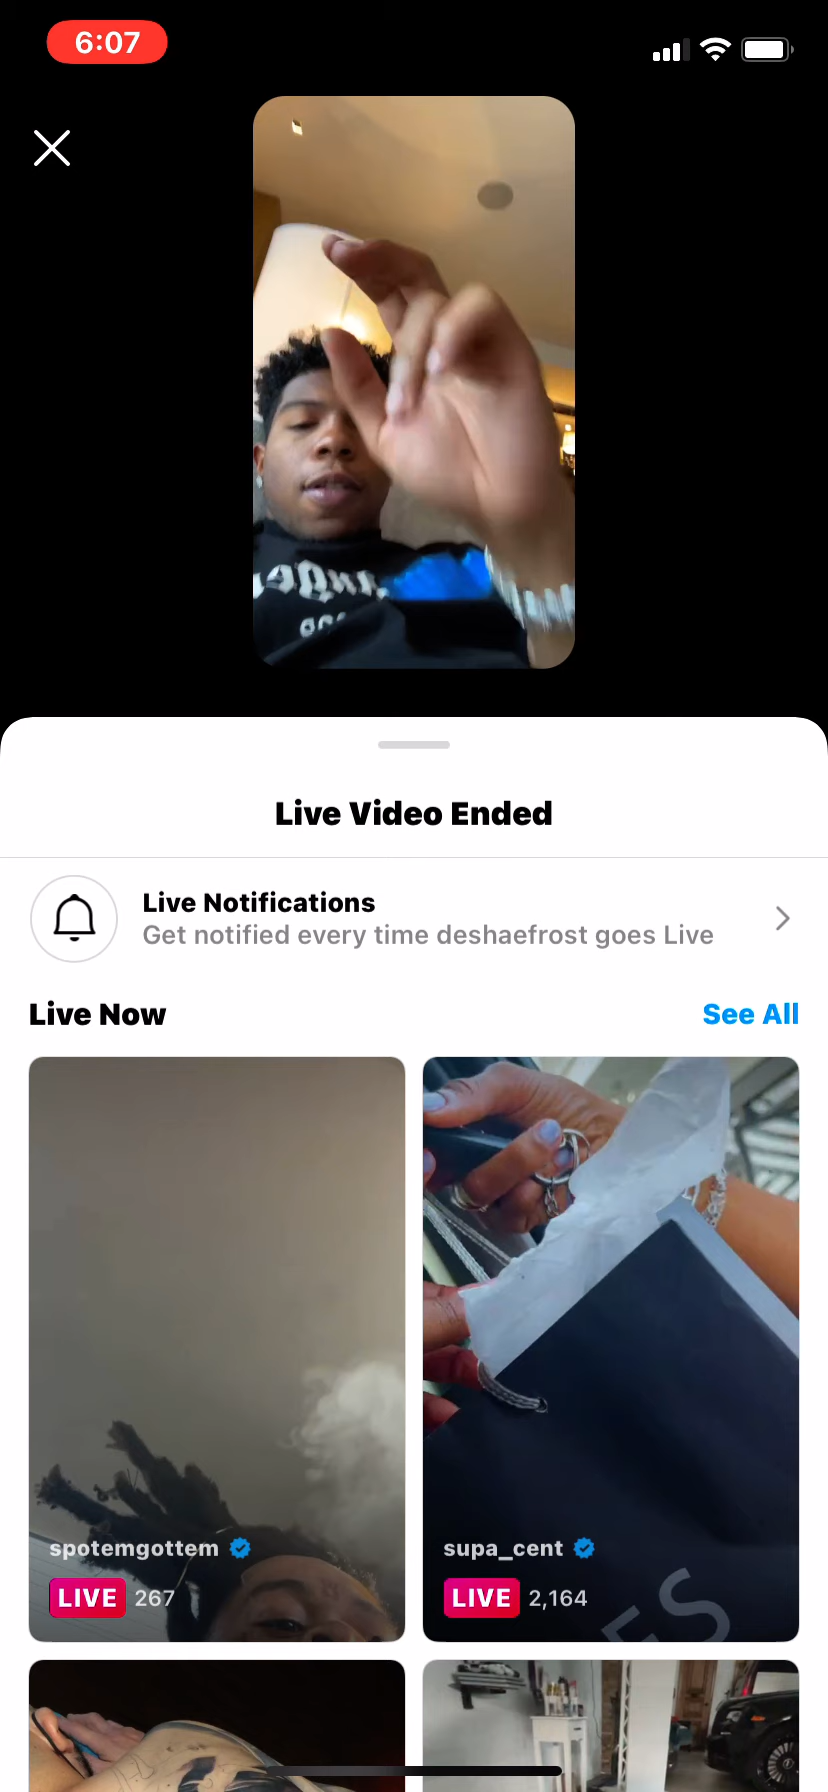 6:07
Live Video Ended
Live Notifications
Get notified every time deshaefrost goes Live
Live Now
See All
spotemgottem
LIVE 267
supa_cent
LIVE 2,164
ES